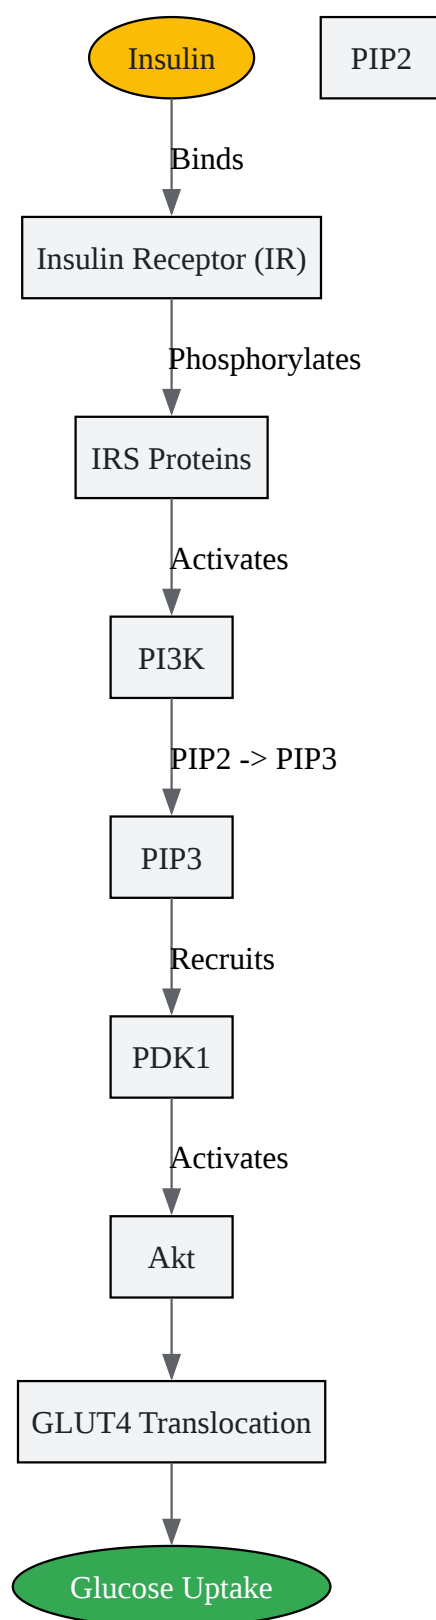 Insulin
PIP2
Binds
Insulin Receptor (IR)
Phosphorylates
IRS Proteins
Activates
PI3K
PIP2 -> PIP3
PIP3
Recruits
PDK1
Activates
Akt
GLUT4 Translocation
Glucose Uptake